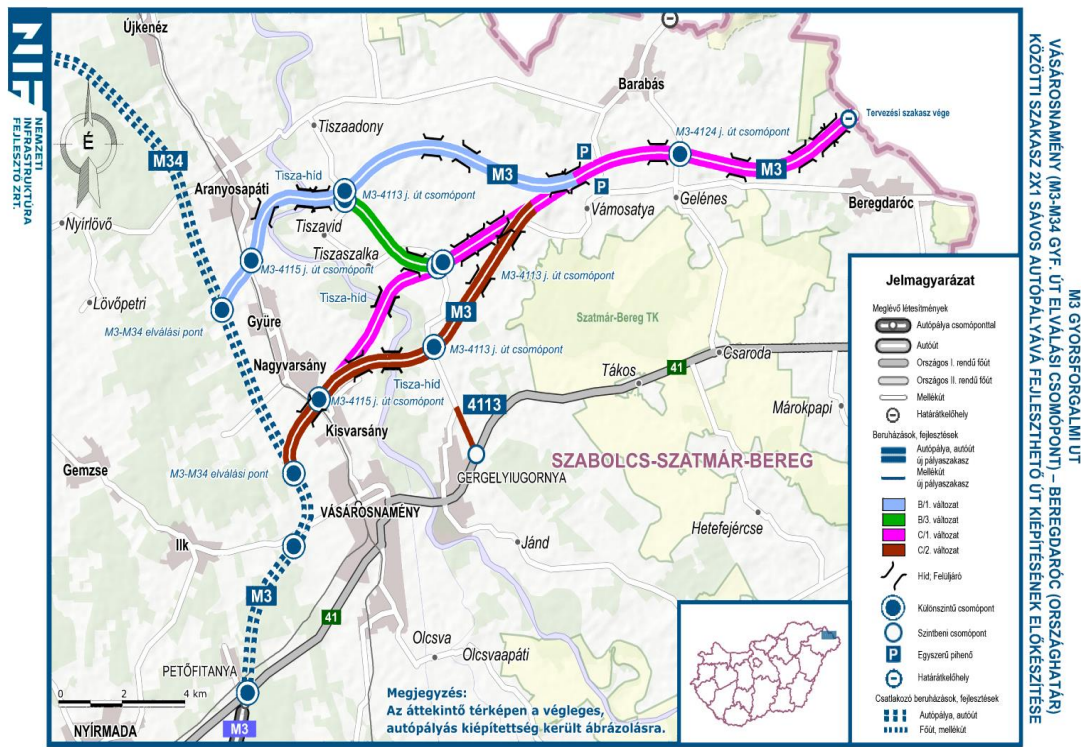 NIF
NEMZETI
INFRASTRUKTÚRA
FEJLESZTŐ ZRT.
M3 GYORSFORGALMI ÚT
VÁSÁROSNAMÉNY (M3-M34 GYF. ÚT ELVÁLÁSI CSOMÓPONT) – BEREGDARÓC (ORSZÁGHATÁR)
KÖZÖTTI SZAKASZ 2X1 SÁVOS AUTÓPÁLYÁVÁ FEJLESZTHETŐ ÚT KIÉPÍTÉSÉNEK ELŐKÉSZÍTÉSE
Újkenéz
É
Barabás
Tervezési szakasz vége
Tiszaadony
M3-4124 j. út csomópont
M34
P
M3
M3
Tisza-híd
Aranyosapáti
M3-4113 j. út csomópont
P
Gelénes
Beregdaróc
Vámosatya
Nyírlövő
Tiszavid
Tiszaszalka
M3-4115 j. út csomópont
M3-4113 j. út csomópont
Tisza-híd
Lövőpetri
M3
Szatmár-Bereg TK
Gyüre
M3-M34 elválási pont
M3-4113 j. út csomópont
Csaroda
Nagyvarsány
Tákos
41
Tisza-híd
M3-4115 j. út csomópont
4113
Márokpapi
Kisvarsány
Gemzse
M3-M34 elválási pont
SZABOLCS-SZATMÁR-BEREG
GERGELYIUGORNYA
VÁSÁROSNAMÉNY
Hetefejércse
Ilk
Jánd
M3
41
Olcsva
Olcsvaapáti
PETŐFITANYA
0 2 4 km
M3
NYÍRMADA
Megjegyzés:
Az áttekintő térképen a végleges,
autópályás kiépítettség került ábrázolásra.
Jelmagyarázat
Meglévő létesítmények
Autópálya csomóponttal
Autóút
Országos I. rendű főút
Országos II. rendű főút
Mellékút
Határátkelőhely
Beruházások, fejlesztések
Autópálya, autóút
új pályaszakasz
Mellékút
új pályaszakasz
B/1. változat
B/3. változat
C/1. változat
C/2. változat
Híd; Felüljáró
Különszintű csomópont
Szintbeni csomópont
P
Egyszerű pihenő
Határátkelőhely
Csatlakozó beruházások, fejlesztések
Autópálya, autóút
Főút, mellékút